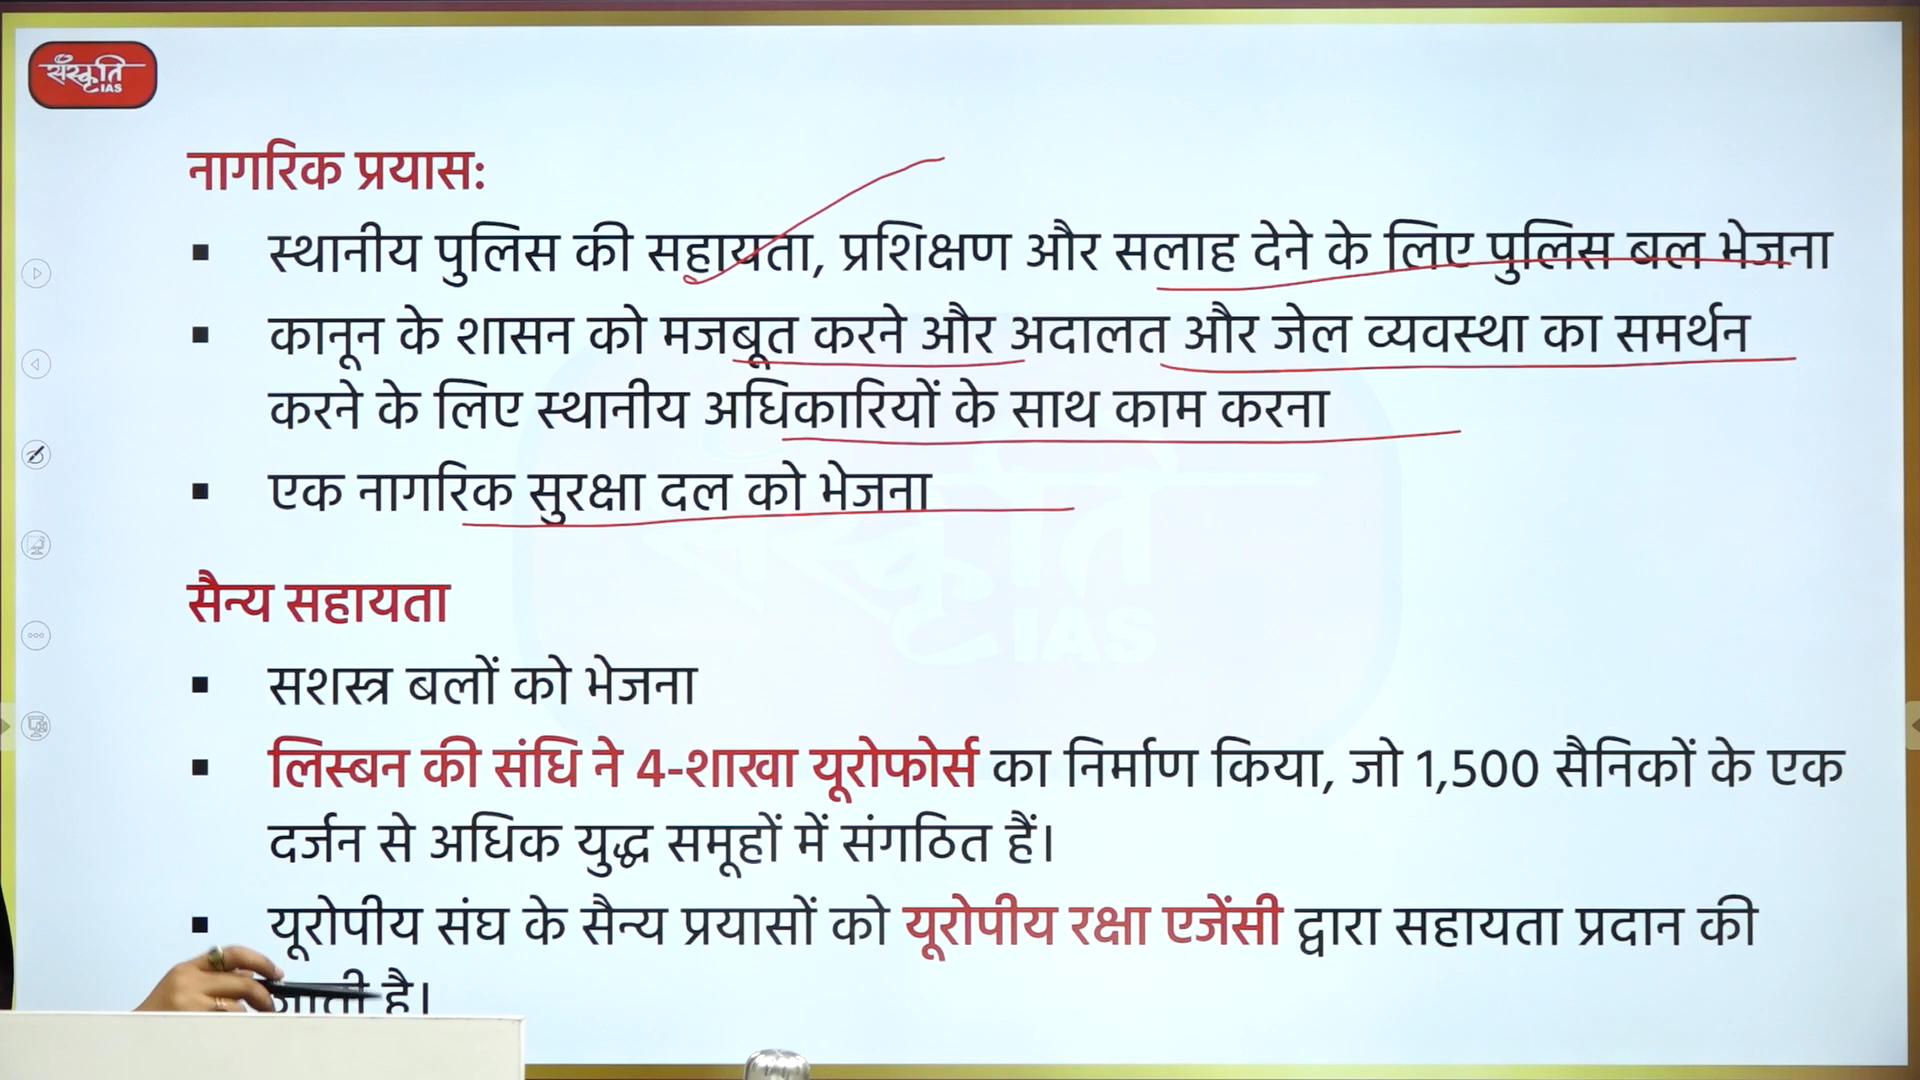 संस्कृति
IAS
नागरिक प्रयास:
▪ स्थानीय पुलिस की सहायता, प्रशिक्षण और सलाह देने के लिए पुलिस बल भेजना
▪ कानून के शासन को मजबूत करने और अदालत और जेल व्यवस्था का समर्थन
करने के लिए स्थानीय अधिकारियों के साथ काम करना
▪ एक नागरिक सुरक्षा दल को भेजना
सैन्य सहायता
▪ सशस्त्र बलों को भेजना
▪ लिस्बन की संधि ने 4-शाखा यूरोफोर्स का निर्माण किया, जो 1,500 सैनिकों के एक
दर्जन से अधिक युद्ध समूहों में संगठित हैं।
▪ यूरोपीय संघ के सैन्य प्रयासों को यूरोपीय रक्षा एजेंसी द्वारा सहायता प्रदान की
जाती है।
संस्कृति
IAS